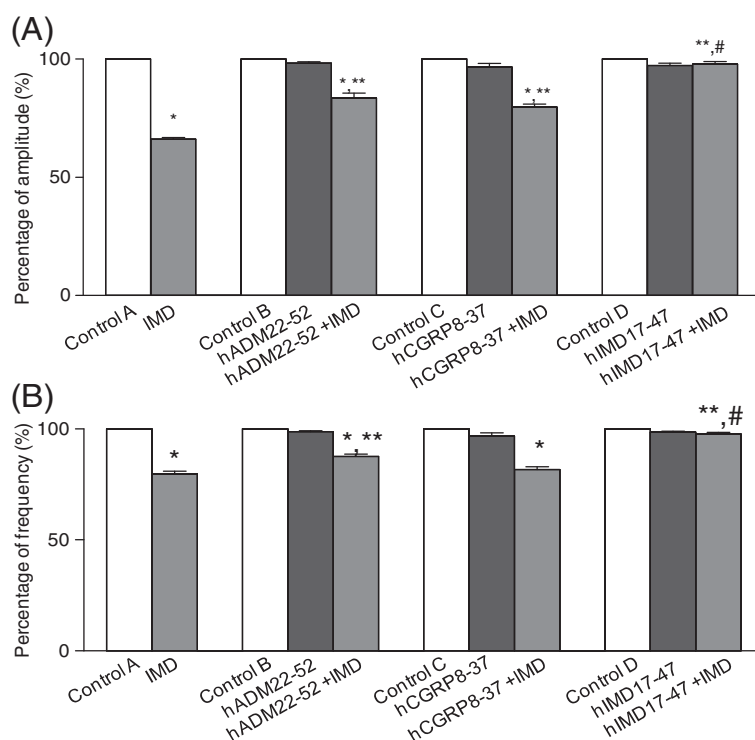 (A)
Percentage of amplitude (%)
100
50
0
*
*,**
*,**
**,#
Control A
IMD
Control B
hADM22-52
hADM22-52 +IMD
Control C
hCGRP8-37
hCGRP8-37 +IMD
Control D
hIMD17-47
hIMD17-47 +IMD
(B)
Percentage of frequency (%)
100
50
0
*
*,**
*
**,#
Control A
IMD
Control B
hADM22-52
hADM22-52 +IMD
Control C
hCGRP8-37
hCGRP8-37 +IMD
Control D
hIMD17-47
hIMD17-47 +IMD